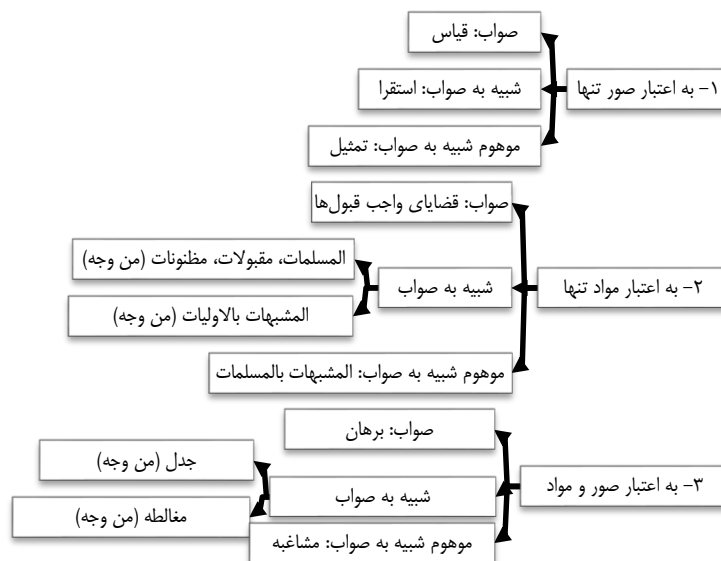 ۱- به اعتبار صور تنها
صواب: قیاس
شبیه به صواب: استقرا
موهوم شبیه به صواب: تمثیل
۲- به اعتبار مواد تنها
صواب: قضایای واجب قبول‌ها
شبیه به صواب
المسلمات، مقبولات، مظنونات (من وجه)
المشبهات بالاولیات (من وجه)
موهوم شبیه به صواب: المشبهات بالمسلمات
۳- به اعتبار صور و مواد
صواب: برهان
شبیه به صواب
جدل (من وجه)
مغالطه (من وجه)
موهوم شبیه به صواب: مشاغبه